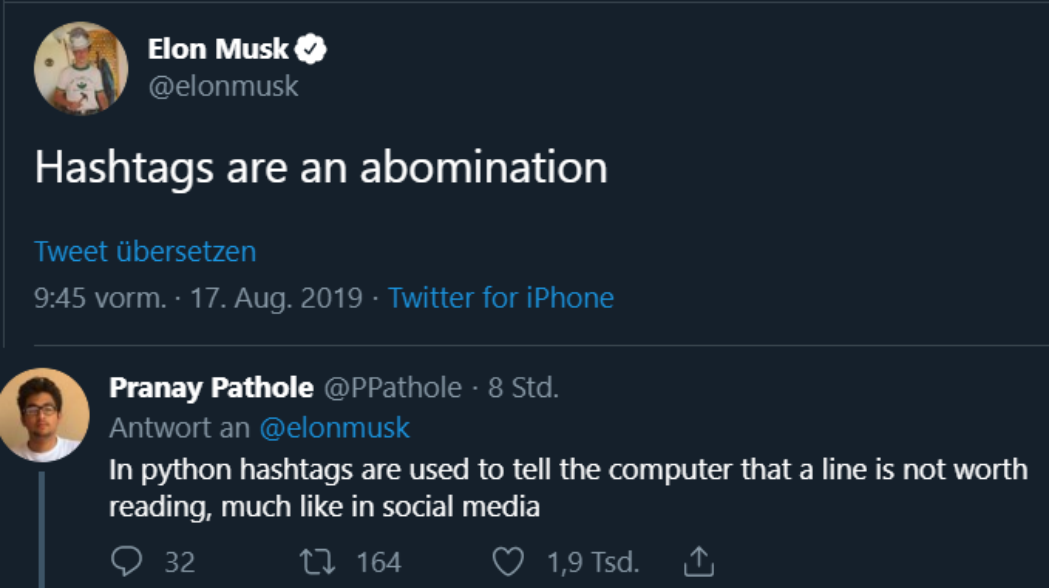 Elon Musk
@elonmusk
Hashtags are an abomination
Tweet übersetzen
9:45 vorm. · 17. Aug. 2019 · Twitter for iPhone
Pranay Pathole @PPathole · 8 Std.
Antwort an @elonmusk
In python hashtags are used to tell the computer that a line is not worth
reading, much like in social media
32 164 1,9 Tsd.